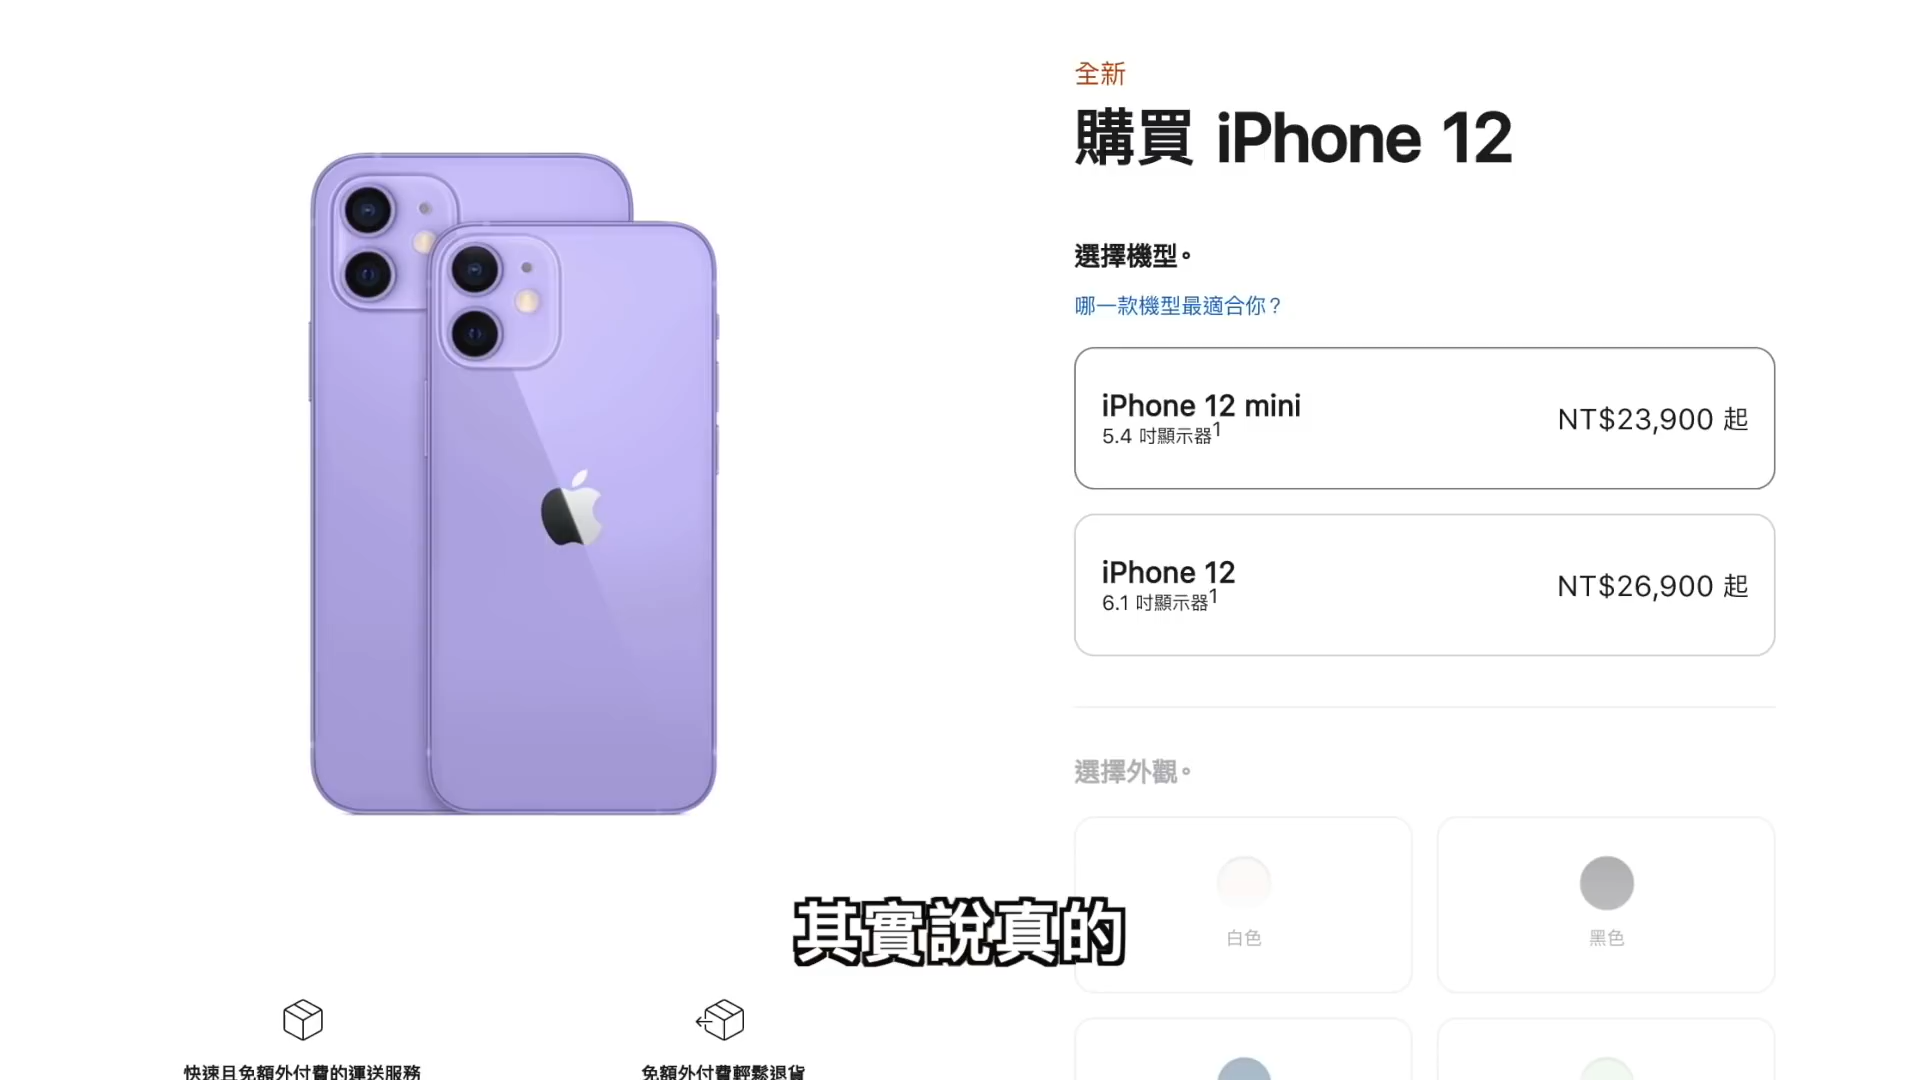 全新
購買 iPhone 12
選擇機型。
哪一款機型最適合你？
iPhone 12 mini
5.4 吋顯示器1
NT$23,900 起
iPhone 12
6.1 吋顯示器1
NT$26,900 起
選擇外觀。
白色
黑色
其實說真的
快速且免額外付費的運送服務
免額外付費輕鬆退貨